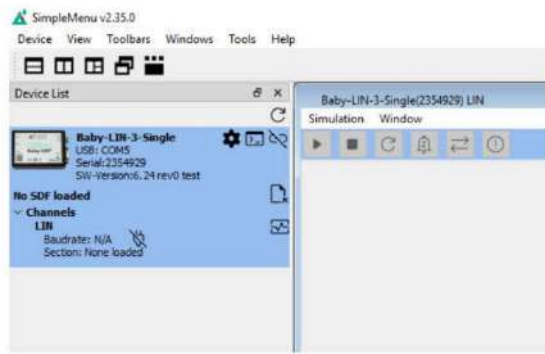 SimpleMenu v2.35.0
Device View Toolbars Windows Tools Help
Device List
Baby-LIN-3-Single
USB: COM5
Serial:2354929
SW-Version:6.24 rev0 test
No SDF loaded
Channels
LIN
Baudrate: N/A
Section: None loaded
Baby-LIN-3-Single(2354929) LIN
Simulation Window